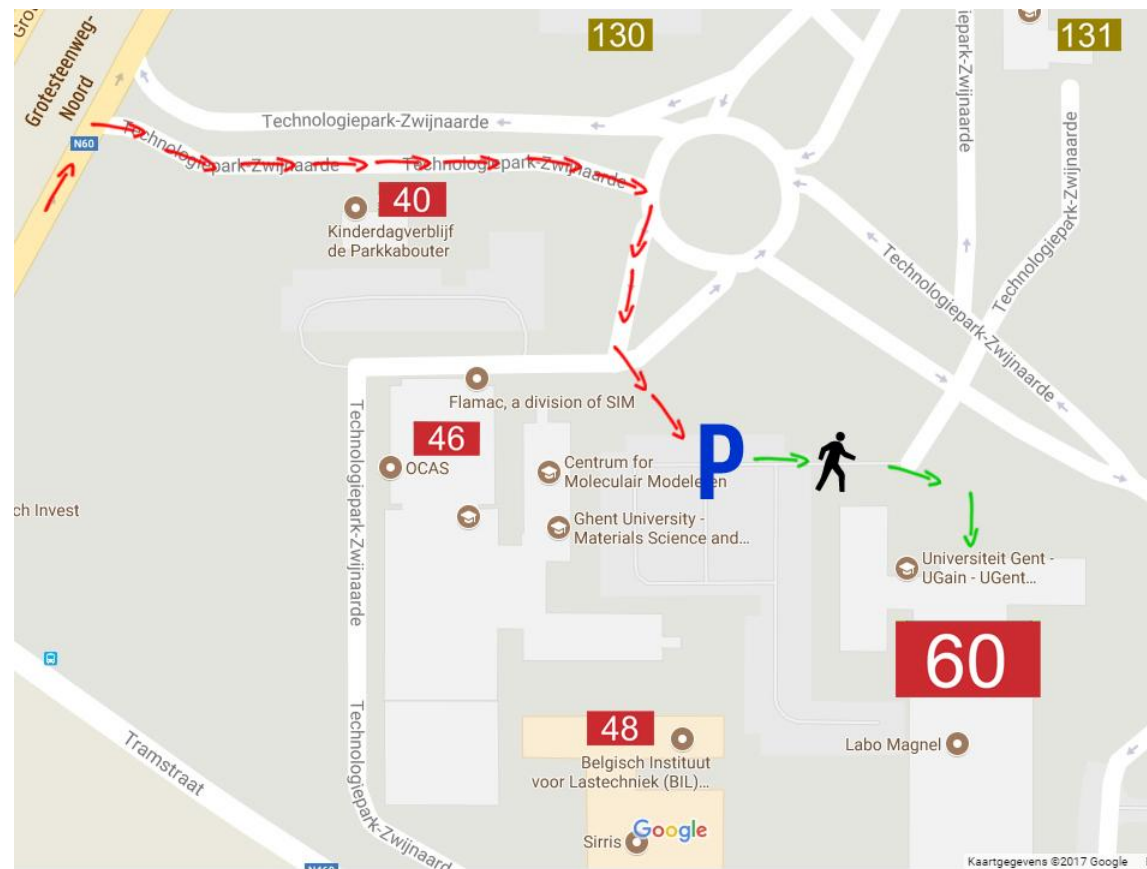 Grotesteenweg-
Noord
N60
130
131
Technologiepark-Zwijnaarde
Technologiepark-Zwijnaarde
Technologiepark-Zwijnaarde
iepark-Zwijnaarde
Technologiepark-Zwijnaarde
Technologiepark-Zwijnaarde
40
Kinderdagverblijf
de Parkkabouter
Flamac, a division of SIM
46
OCAS
Centrum for
Moleculair Modeleren
P
Ghent University -
Materials Science and...
ch Invest
Technologiepark-Zwijnaarde
Universiteit Gent -
UGain - UGent...
60
48
Belgisch Instituut
voor Lastechniek (BIL)...
Labo Magnel
Tramstraat
Technologiepark-Zwijnaarde
Sirris
Google
Kaartgegevens ©2017 Google